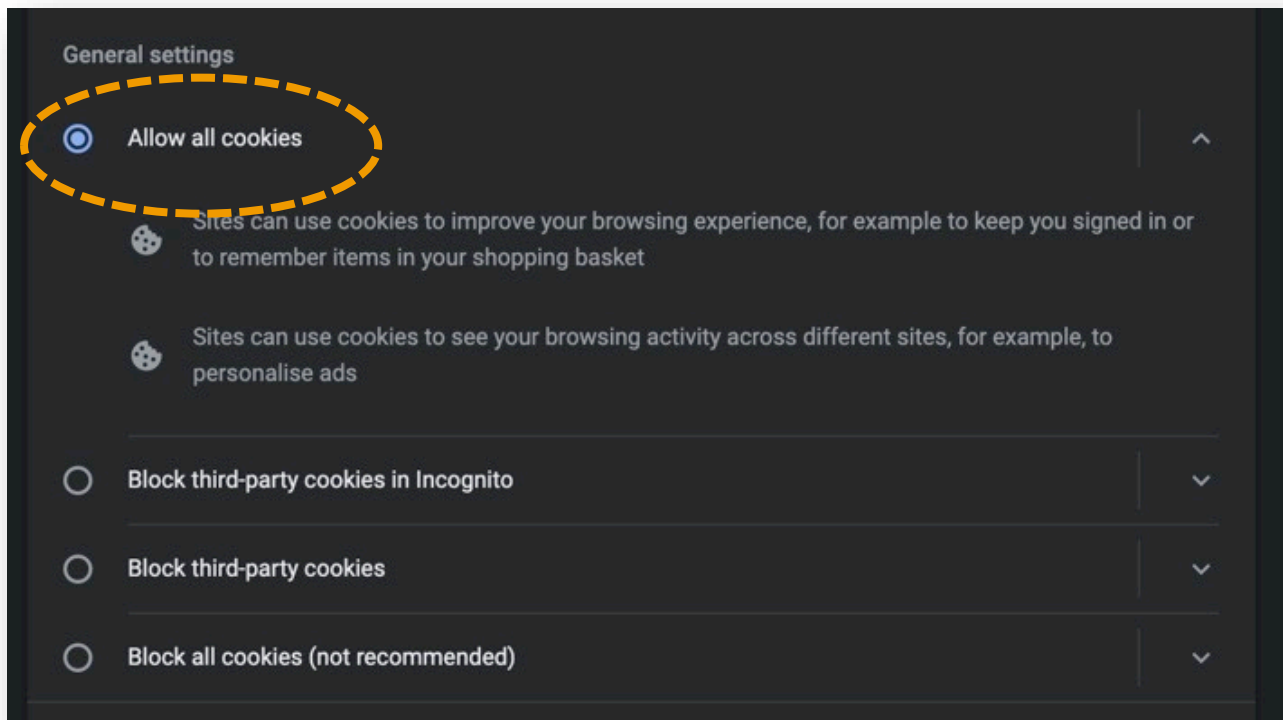 General settings
Allow all cookies
Sites can use cookies to improve your browsing experience, for example to keep you signed in or
to remember items in your shopping basket
Sites can use cookies to see your browsing activity across different sites, for example, to
personalise ads
Block third-party cookies in Incognito
Block third-party cookies
Block all cookies (not recommended)